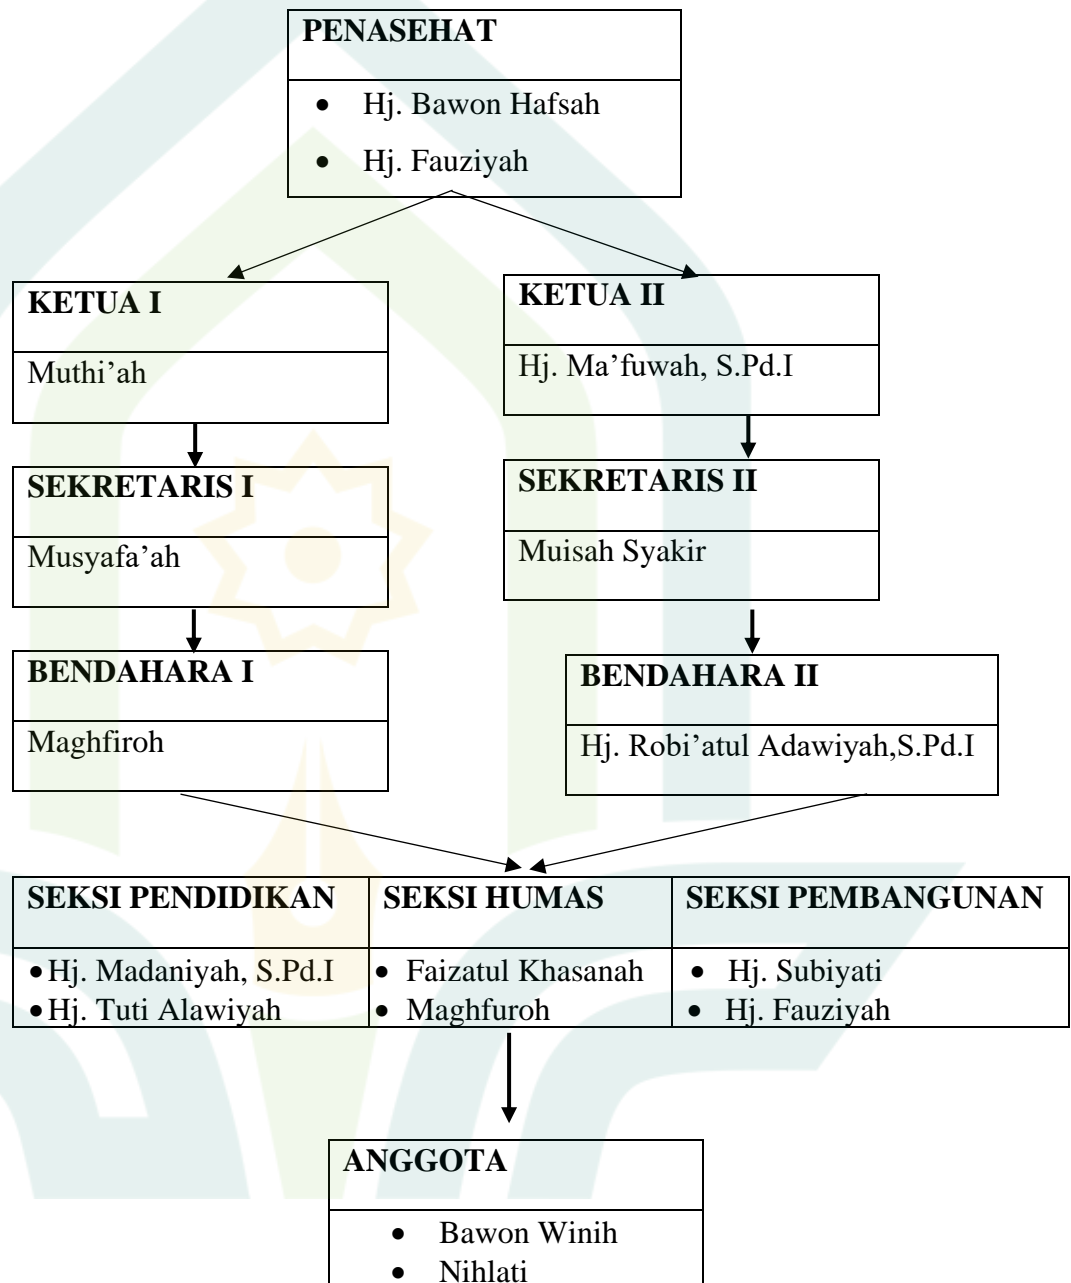 PENASEHAT
• Hj. Bawon Hafsah
• Hj. Fauziyah
KETUA I
Muthi’ah
KETUA II
Hj. Ma’fuwah, S.Pd.I
SEKRETARIS I
Musyafa’ah
SEKRETARIS II
Muisah Syakir
BENDAHARA I
Maghfiroh
BENDAHARA II
Hj. Robi’atul Adawiyah,S.Pd.I
SEKSI PENDIDIKAN
• Hj. Madaniyah, S.Pd.I
• Hj. Tuti Alawiyah
SEKSI HUMAS
• Faizatul Khasanah
• Maghfuroh
SEKSI PEMBANGUNAN
• Hj. Subiyati
• Hj. Fauziyah
ANGGOTA
• Bawon Winih
• Nihlati